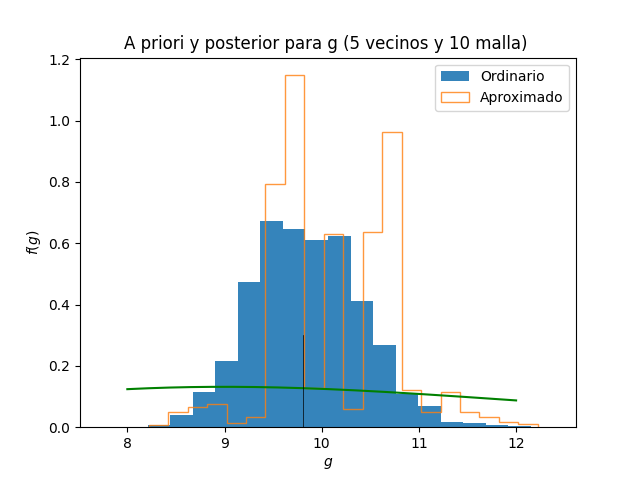 A priori y posterior para g (5 vecinos y 10 malla)
Ordinario
Aproximado
1.2
1.0
0.8
0.6
0.4
0.2
0.0
f(g)
8
9
10
11
12
g